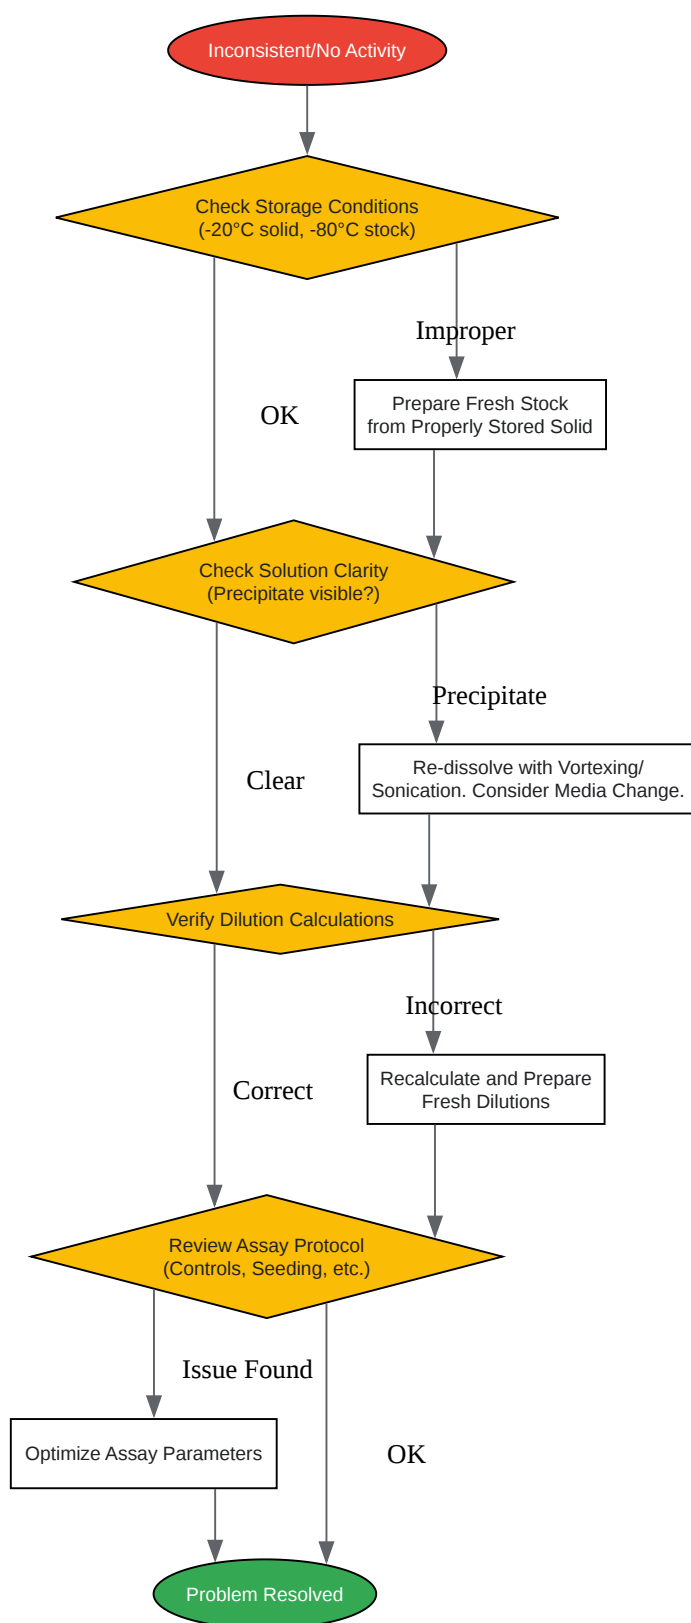 Inconsistent/No Activity
Check Storage Conditions
(-20°C solid, -80°C stock)
Improper
OK
Prepare Fresh Stock
from Properly Stored Solid
Check Solution Clarity
(Precipitate visible?)
Precipitate
Clear
Re-dissolve with Vortexing/
Sonication. Consider Media Change.
Verify Dilution Calculations
Incorrect
Correct
Recalculate and Prepare
Fresh Dilutions
Review Assay Protocol
(Controls, Seeding, etc.)
Issue Found
OK
Optimize Assay Parameters
Problem Resolved